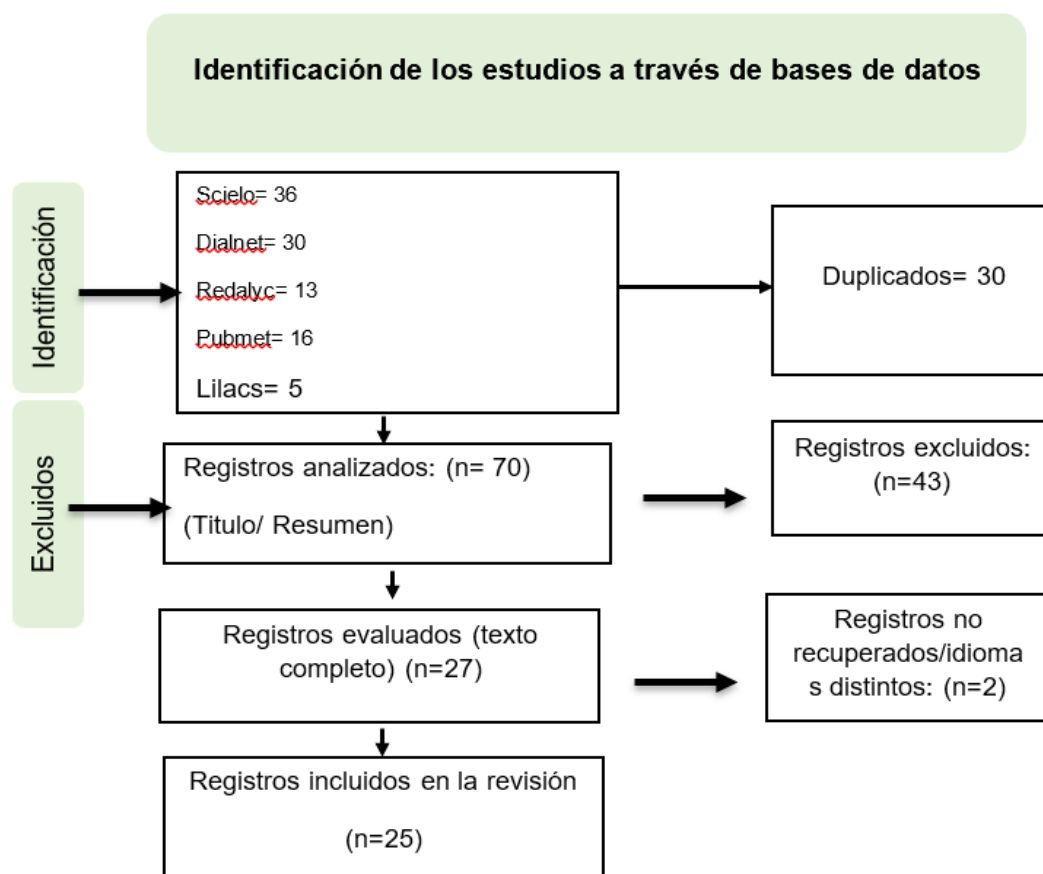 Identificación de los estudios a través de bases de datos
Identificación
Scielo= 36
Dialnet= 30
Redalyc= 13
Pubmet= 16
Lilacs= 5
Duplicados= 30
Excluidos
Registros analizados: (n= 70)
(Titulo/ Resumen)
Registros excluidos:
(n=43)
Registros evaluados (texto
completo) (n=27)
Registros no
recuperados/idioma
s distintos: (n=2)
Registros incluidos en la revisión
(n=25)